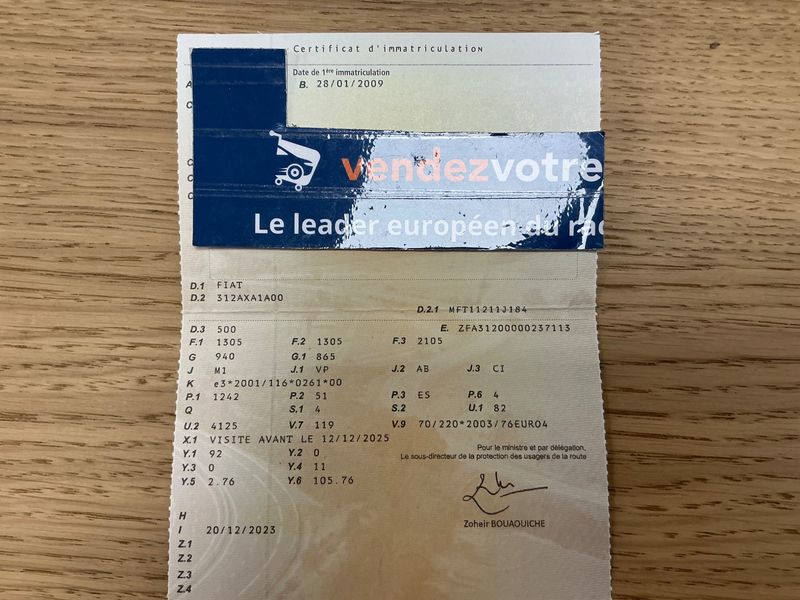 Certificat d'immatriculation
Date de 1ère immatriculation
A
B. 28/01/2009
C
C
C
vendezvotre
Le leader européen du rac
D.1 FIAT
D.2 312AXA1A00
D.2.1 MFT11211J184
D.3 500 E. ZFA31200000237113
F.1 1305 F.2 1305 F.3 2105
G 940 G.1 865
J M1 J.1 VP J.2 AB J.3 CI
K e3*2001/116*0261*00
P.1 1242 P.2 51 P.3 ES P.6 4
Q S.1 4 S.2 U.1 82
U.2 4125 V.7 119 V.9 70/220*2003/76EURO4
X.1 VISITE AVANT LE 12/12/2025
Y.1 92 Y.2 0
Y.3 0 Y.4 11
Y.5 2.76 Y.6 105.76
Pour le ministre et par délégation,
Le sous-directeur de la protection des usagers de la route
Zoheir BOUAOUICHE
H
I 20/12/2023
Z.1
Z.2
Z.3
Z.4